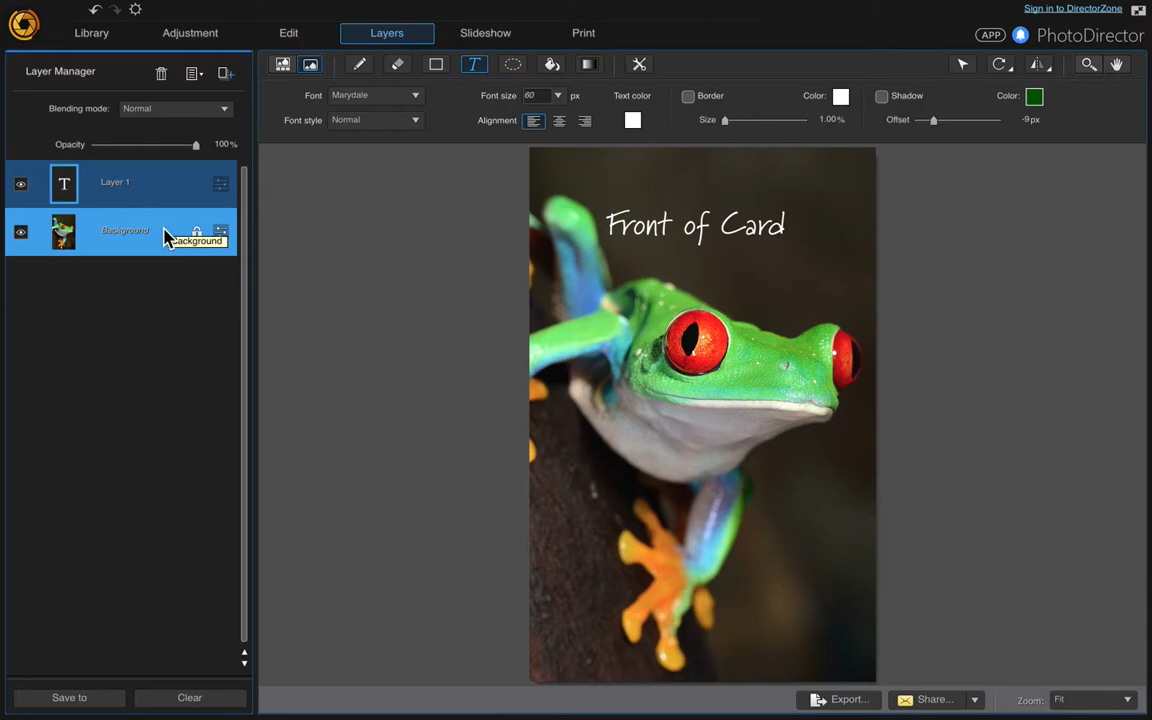 Sign in to DirectorZone
Library
Adjustment
Edit
Layers
Slideshow
Print
APP
PhotoDirector
Layer Manager
T
Font
Marydale
Font size
60
px
Text color
Border
Color:
Shadow
Color:
Blending mode:
Normal
Font style
Normal
Alignment
Size
1.00%
Offset
-9px
Opacity
100%
T
Layer 1
Background
Background
Front of Card
Save to
Clear
Export...
Share...
Zoom:
Fit